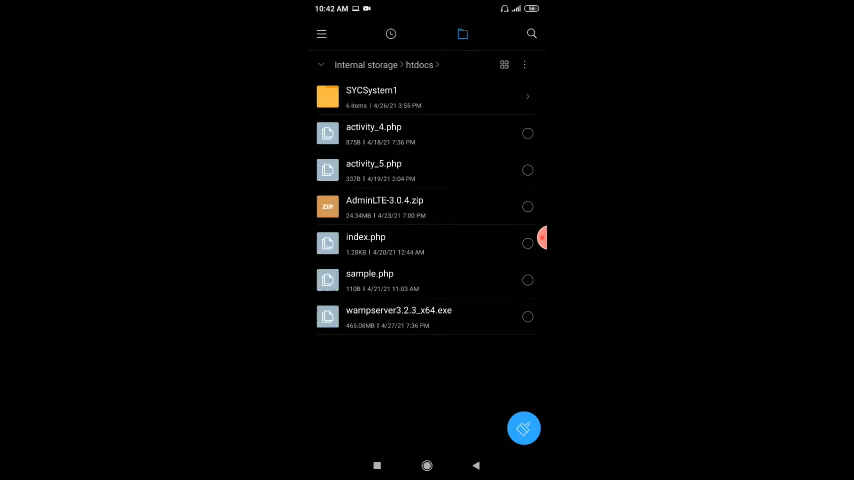 10:42 AM
58
Internal storage > htdocs >
SYCSystem1
6 items | 4/26/21 3:55 PM
activity_4.php
875B | 4/18/21 7:36 PM
activity_5.php
337B | 4/19/21 2:04 PM
ZIP
AdminLTE-3.0.4.zip
24.34MB | 4/23/21 7:00 PM
index.php
1.28KB | 4/20/21 12:44 AM
sample.php
110B | 4/21/21 11:03 AM
wampserver3.2.3_x64.exe
465.08MB | 4/27/21 7:36 PM